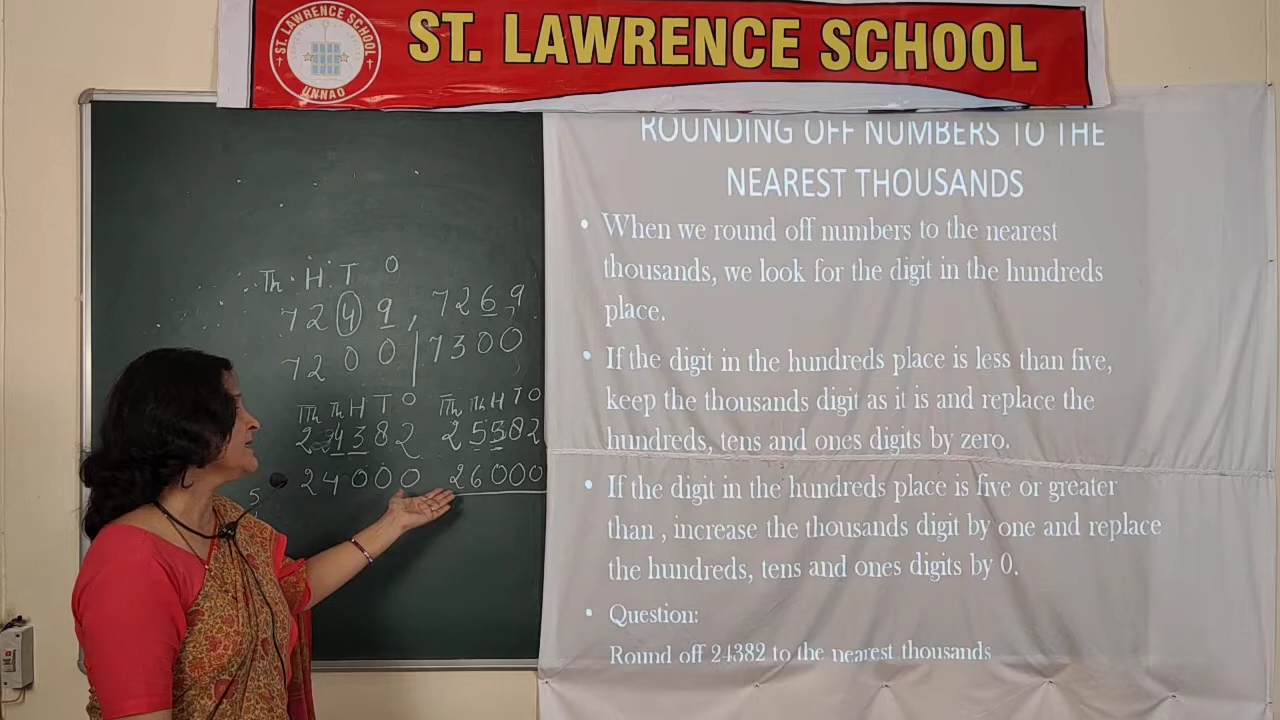 ST. LAWRENCE SCHOOL
ST. LAWRENCE SCHOOL
UNNAO
ROUNDING OFF NUMBERS TO THE
NEAREST THOUSANDS
• When we round off numbers to the nearest
thousands, we look for the digit in the hundreds
place.
• If the digit in the hundreds place is less than five,
keep the thousands digit as it is and replace the
hundreds, tens and ones digits by zero.
• If the digit in the hundreds place is five or greater
than , increase the thousands digit by one and replace
the hundreds, tens and ones digits by 0.
• Question:
Round off 24382 to the nearest thousands
Th H T O
7249, 7269
7200 | 7300
TTh Th H T O TTh Th H T O
24382 25582
24000 26000
5